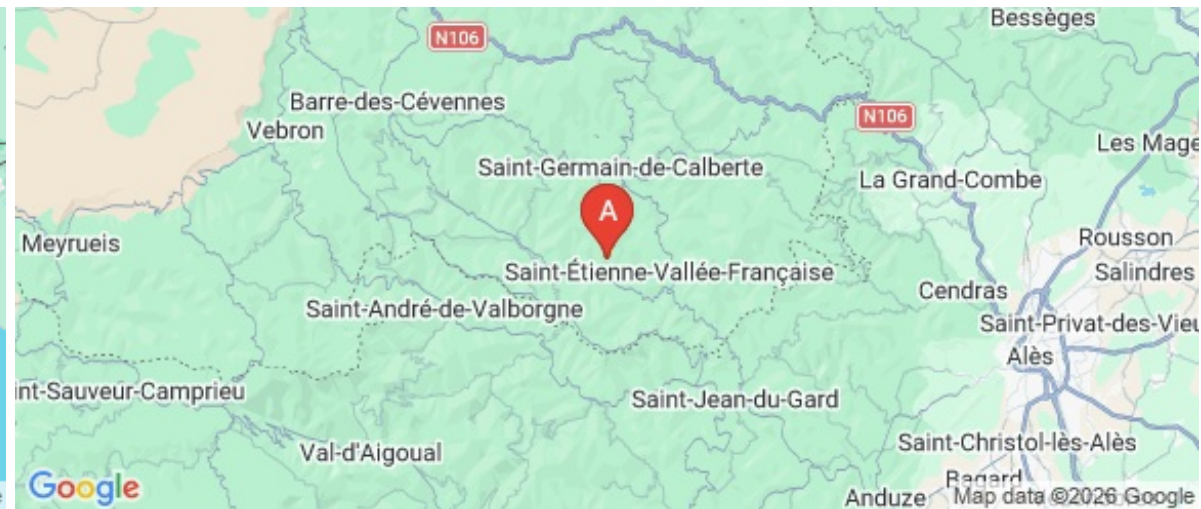 Bessèges
N106
Barre-des-Cévennes
N106
Vebron
Les Mage
Saint-Germain-de-Calberte
La Grand-Combe
A
Meyrueis
Rousson
Saint-Étienne-Vallée-Française
Salindres
Cendras
Saint-André-de-Valborgne
Saint-Privat-des-Vieu
Alès
int-Sauveur-Camprieu
Saint-Jean-du-Gard
Saint-Christol-lès-Alès
Val-d'Aigoual
Bagard
Google
Anduze
Map data ©2026 Google